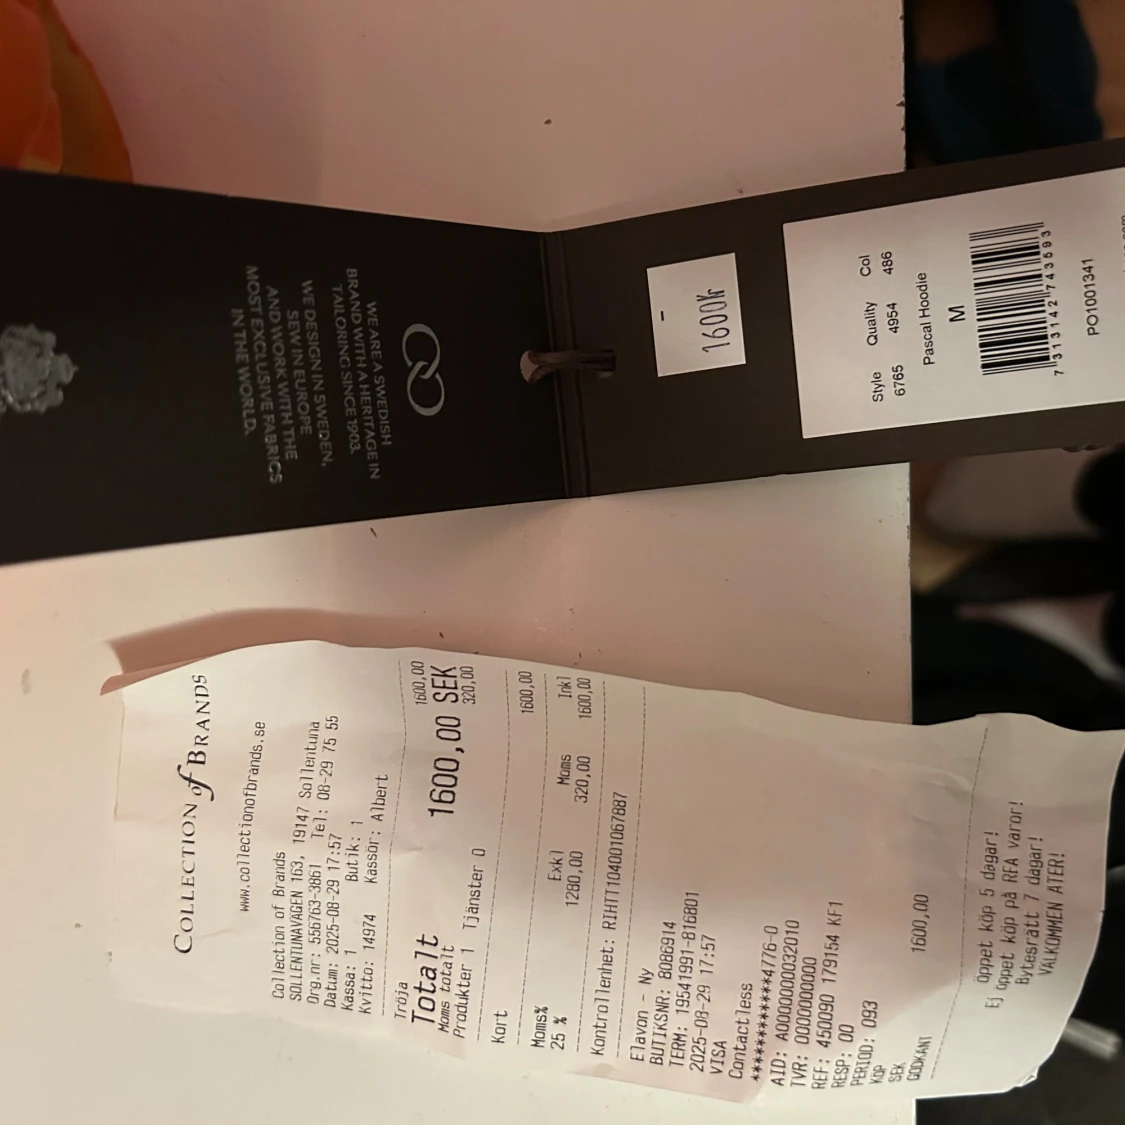 WE ARE A SWEDISH
BRAND WITH A HERITAGE IN
TAILORING SINCE 1903.
WE DESIGN IN SWEDEN,
SEW IN EUROPE
AND WORK WITH THE
MOST EXCLUSIVE FABRICS
IN THE WORLD.
1600Kr
Style Quality Col
6765 4954 486
Pascal Hoodie
M
7 313142 743593
PO1001341
COLLECTION of BRANDS
www.collectionofbrands.se
Collection of Brands
SOLLENTUNAVÄGEN 163, 19147 Sollentuna
Org.nr: 556763-3861 Tel: 08-29 75 55
Datum: 2025-08-29 17:57
Kassa: 1 Butik: 1
Kvitto: 14974 Kassör: Albert
Tröja 1600,00
Totalt 1600,00 SEK
Moms totalt 320,00
Produkter 1 Tjänster 0
Kort 1600,00
Moms% Exkl Moms Inkl
25 % 1280,00 320,00 1600,00
Kontrollenhet: RIHTT104001067887
Elavon - Ny
BUTIKSNR: 8086914
TERM: 19541991-816801
2025-08-29 17:57
VISA
Contactless
************4776-0
AID: A0000000032010
TVR: 0000000000
REF: 450090 179154 KF1
RESP: 00
PERIOD: 093
KÖP
SEK 1600,00
GODKÄNT
Öppet köp 5 dagar!
Ej öppet köp på REA varor!
Bytesrätt 7 dagar!
VÄLKOMMEN ÅTER!